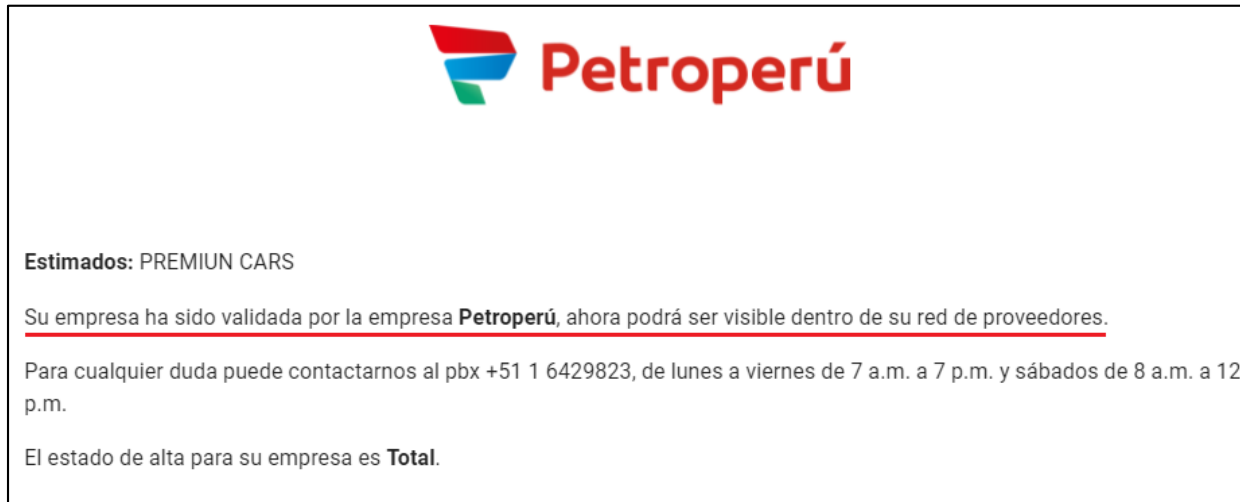 Petroperú
Estimados: PREMIUN CARS
Su empresa ha sido validada por la empresa Petroperú, ahora podrá ser visible dentro de su red de proveedores.
Para cualquier duda puede contactarnos al pbx +51 1 6429823, de lunes a viernes de 7 a.m. a 7 p.m. y sábados de 8 a.m. a 12
p.m.
El estado de alta para su empresa es Total.